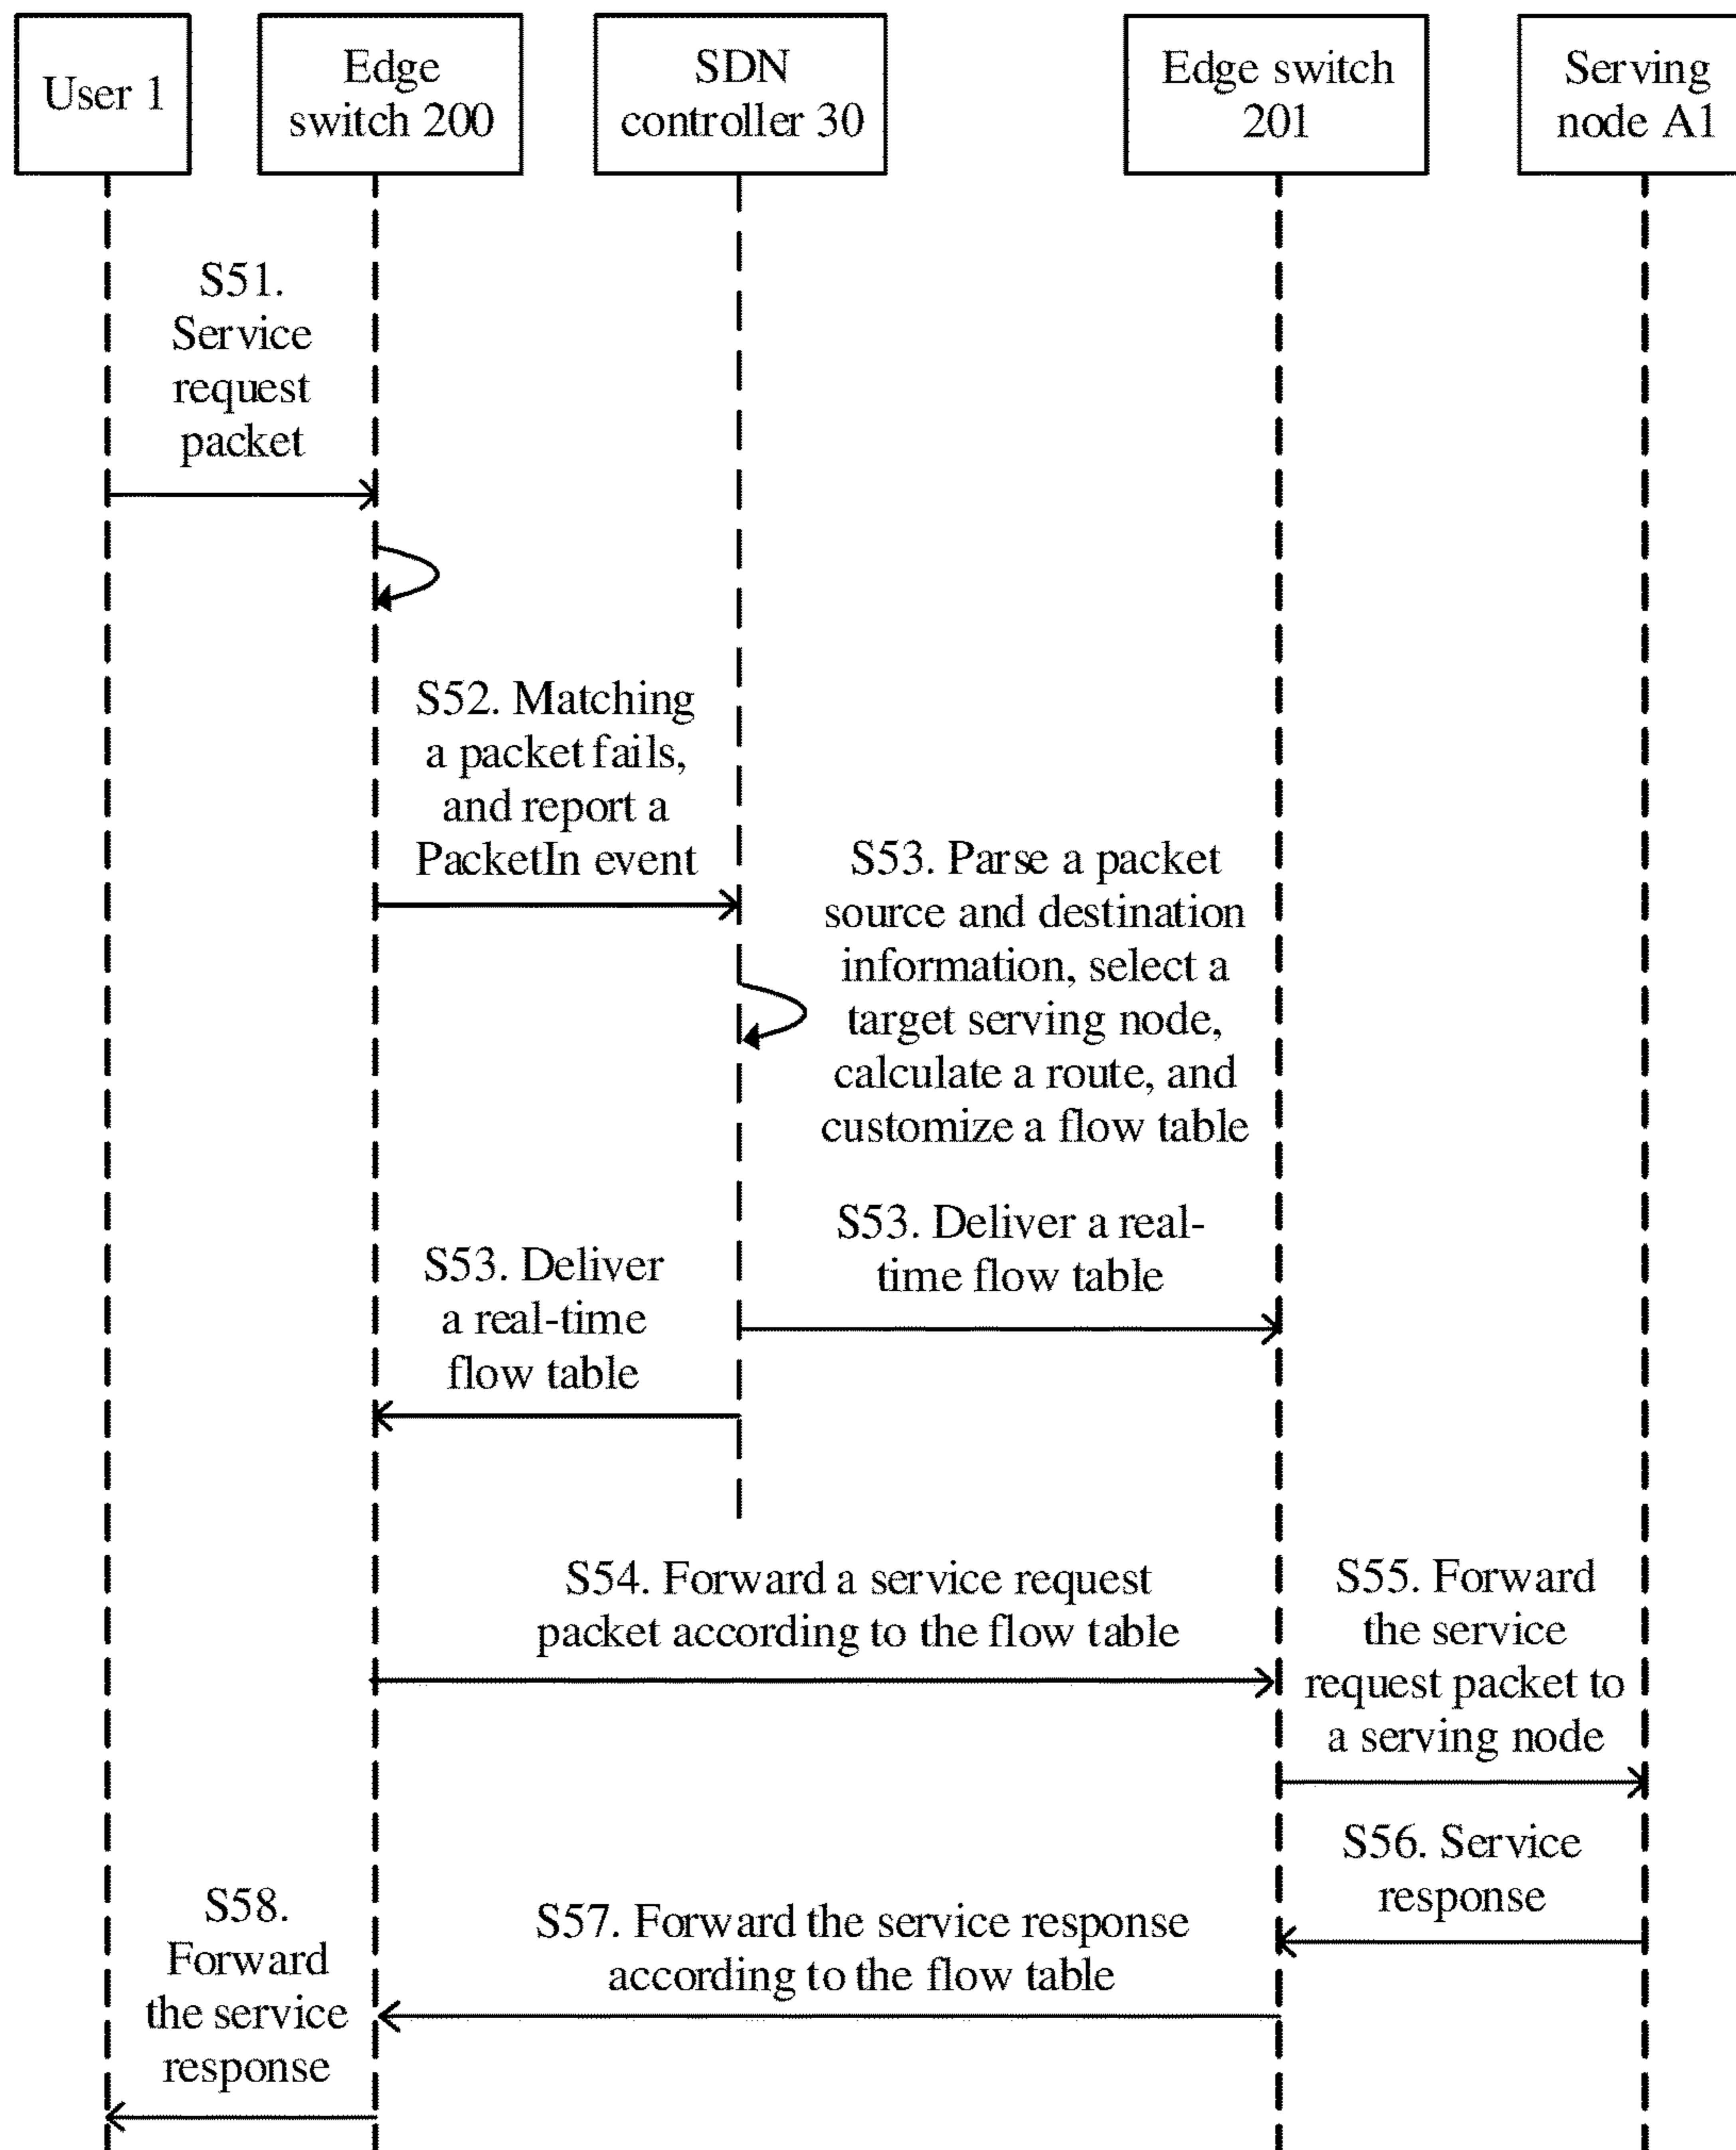 User 1
Edge
switch 200
SDN
controller 30
Edge switch
201
Serving
node A1
S51.
Service
request
packet
S52. Matching
a packet fails,
and report a
PacketIn event
S53. Parse a packet
source and destination
information, select a
target serving node,
calculate a route, and
customize a flow table
S53. Deliver a real-
time flow table
S53. Deliver
a real-time
flow table
S54. Forward a service request
packet according to the flow table
S55. Forward
the service
request packet to
a serving node
S56. Service
response
S57. Forward the service response
according to the flow table
S58.
Forward
the service
response